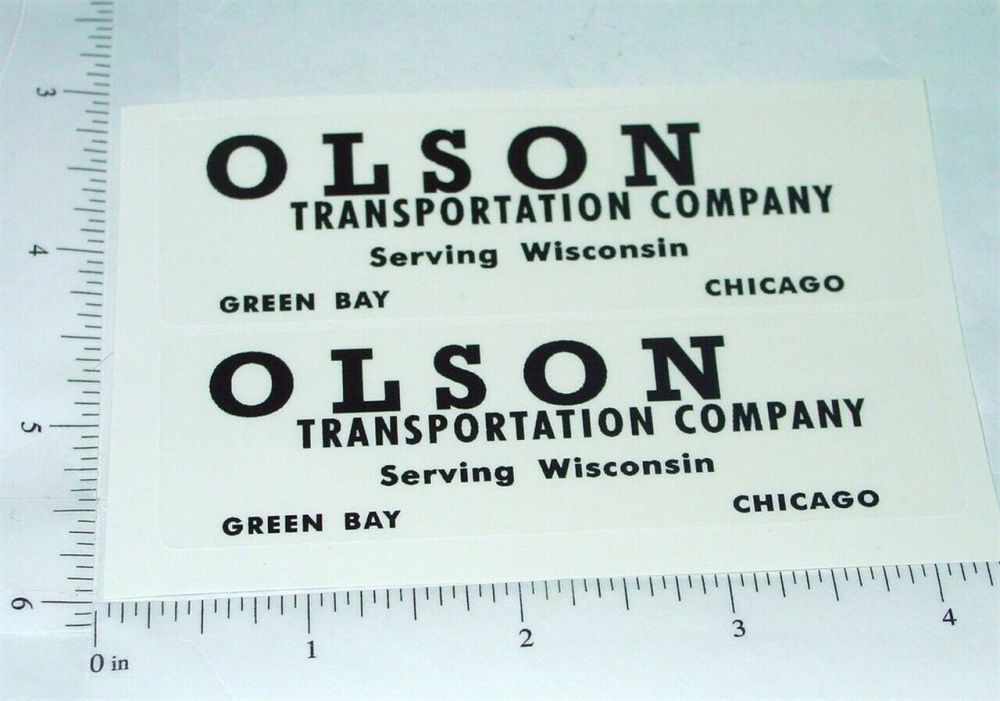 OLSON
TRANSPORTATION COMPANY
Serving Wisconsin
GREEN BAY CHICAGO
OLSON
TRANSPORTATION COMPANY
Serving Wisconsin
GREEN BAY CHICAGO
3
4
5
6
0 in 1 2 3 4